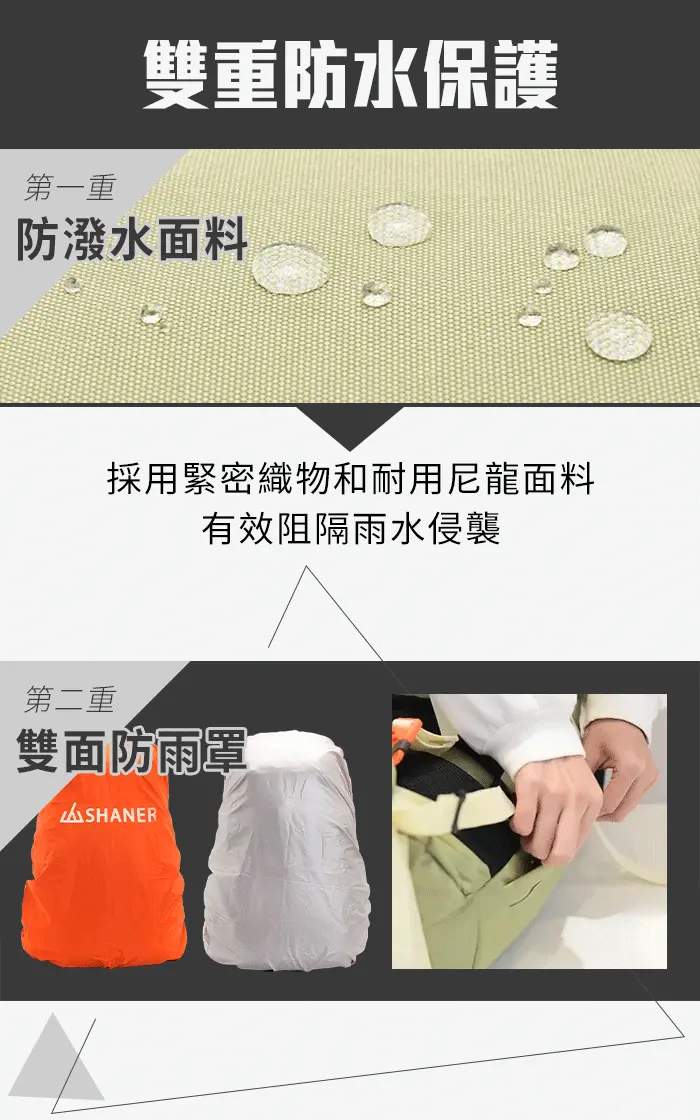 雙重防水保護
第一重
防潑水面料
採用緊密織物和耐用尼龍面料
有效阻隔雨水侵襲
第二重
雙面防雨罩
SHANER